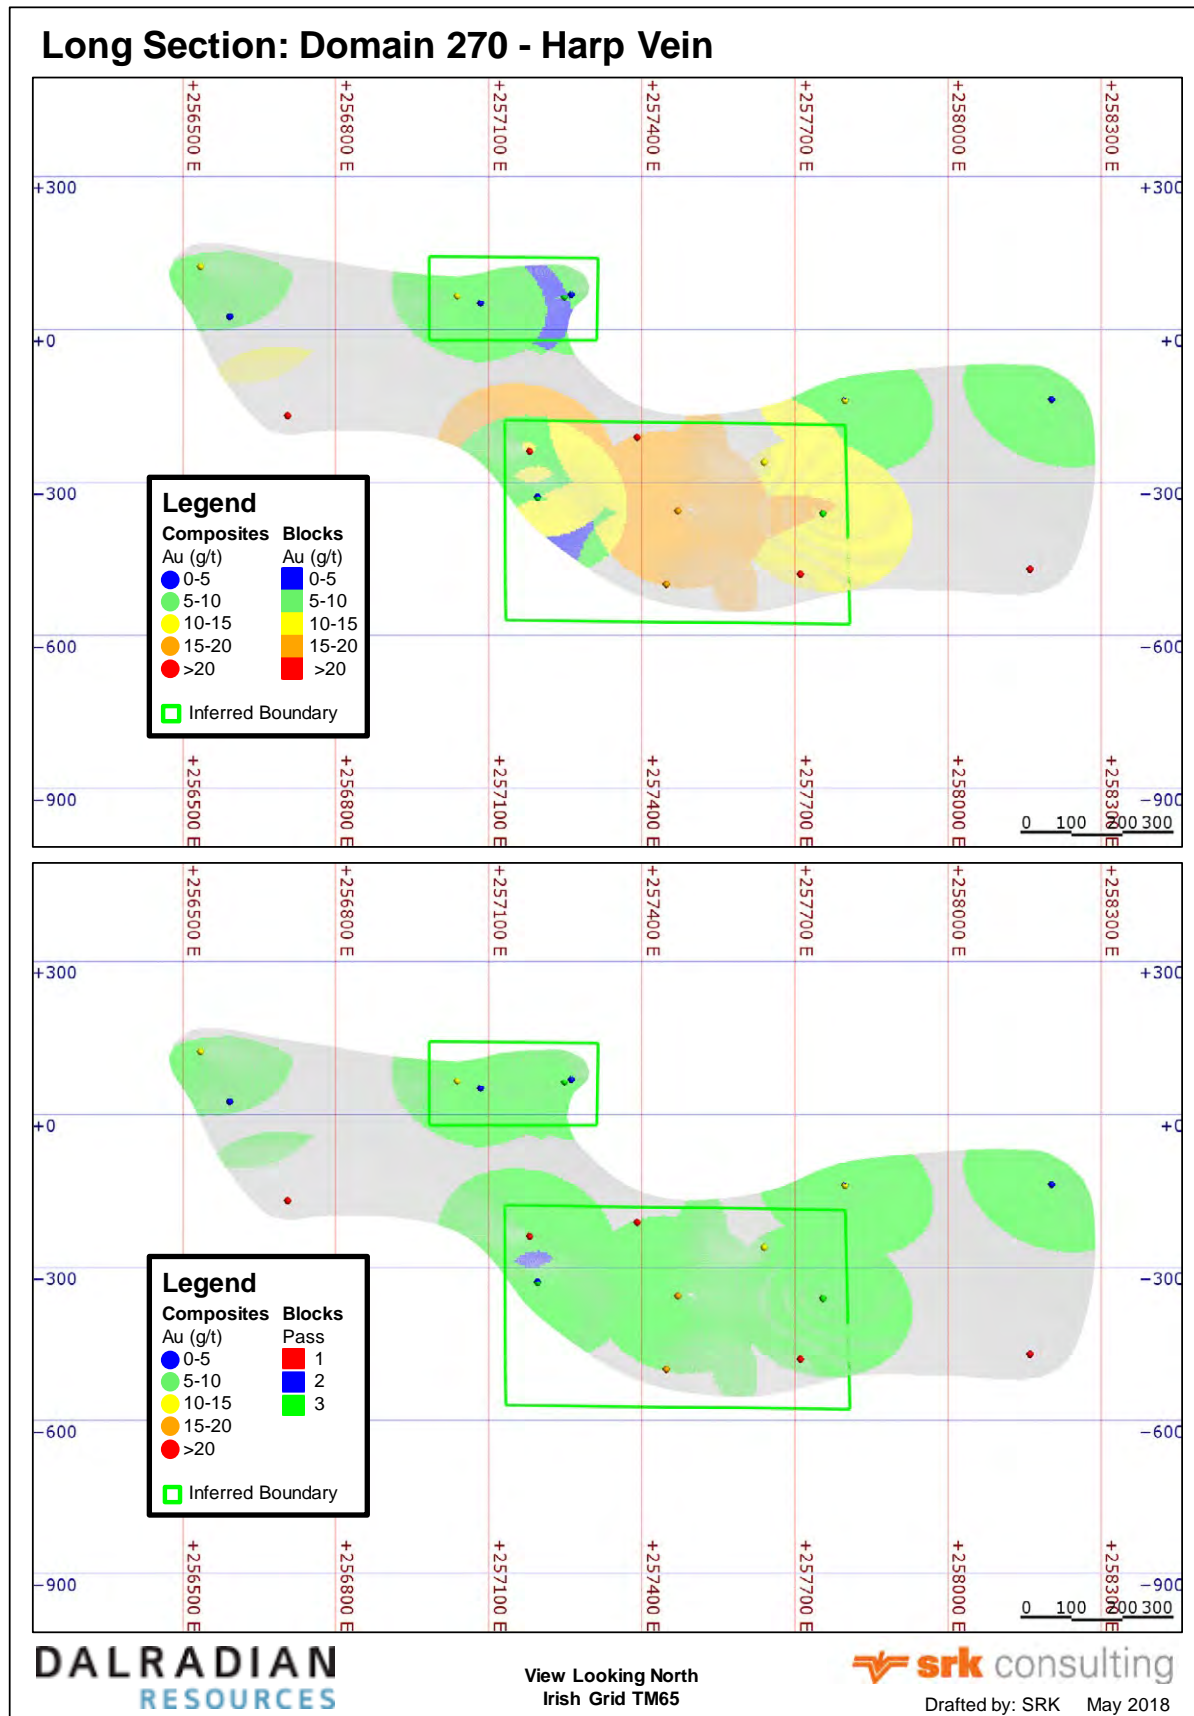 Long Section: Domain 270 - Harp Vein
+256500 E
+256800 E
+257100 E
+257400 E
+257700 E
+258000 E
+258300 E
+300
+300
+0
+0
-300
-300
-600
-600
-900
-900
Legend
Composites Blocks
Au (g/t) Au (g/t)
0-5 0-5
5-10 5-10
10-15 10-15
15-20 15-20
>20 >20
Inferred Boundary
+256500 E
+256800 E
+257100 E
+257400 E
+257700 E
+258000 E
+258300 E
0 100 200 300
+256500 E
+256800 E
+257100 E
+257400 E
+257700 E
+258000 E
+258300 E
+300
+300
+0
+0
-300
-300
-600
-600
-900
-900
Legend
Composites Blocks
Au (g/t) Pass
0-5 1
5-10 2
10-15 3
15-20
>20
Inferred Boundary
+256500 E
+256800 E
+257100 E
+257400 E
+257700 E
+258000 E
+258300 E
0 100 200 300
DALRADIAN
RESOURCES
View Looking North
Irish Grid TM65
srk consulting
Drafted by: SRK May 2018